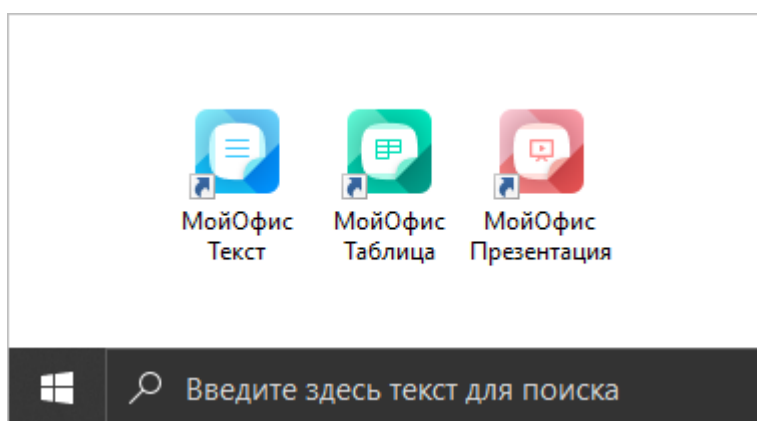 МойОфис Текст
МойОфис Таблица
МойОфис Презентация
Введите здесь текст для поиска